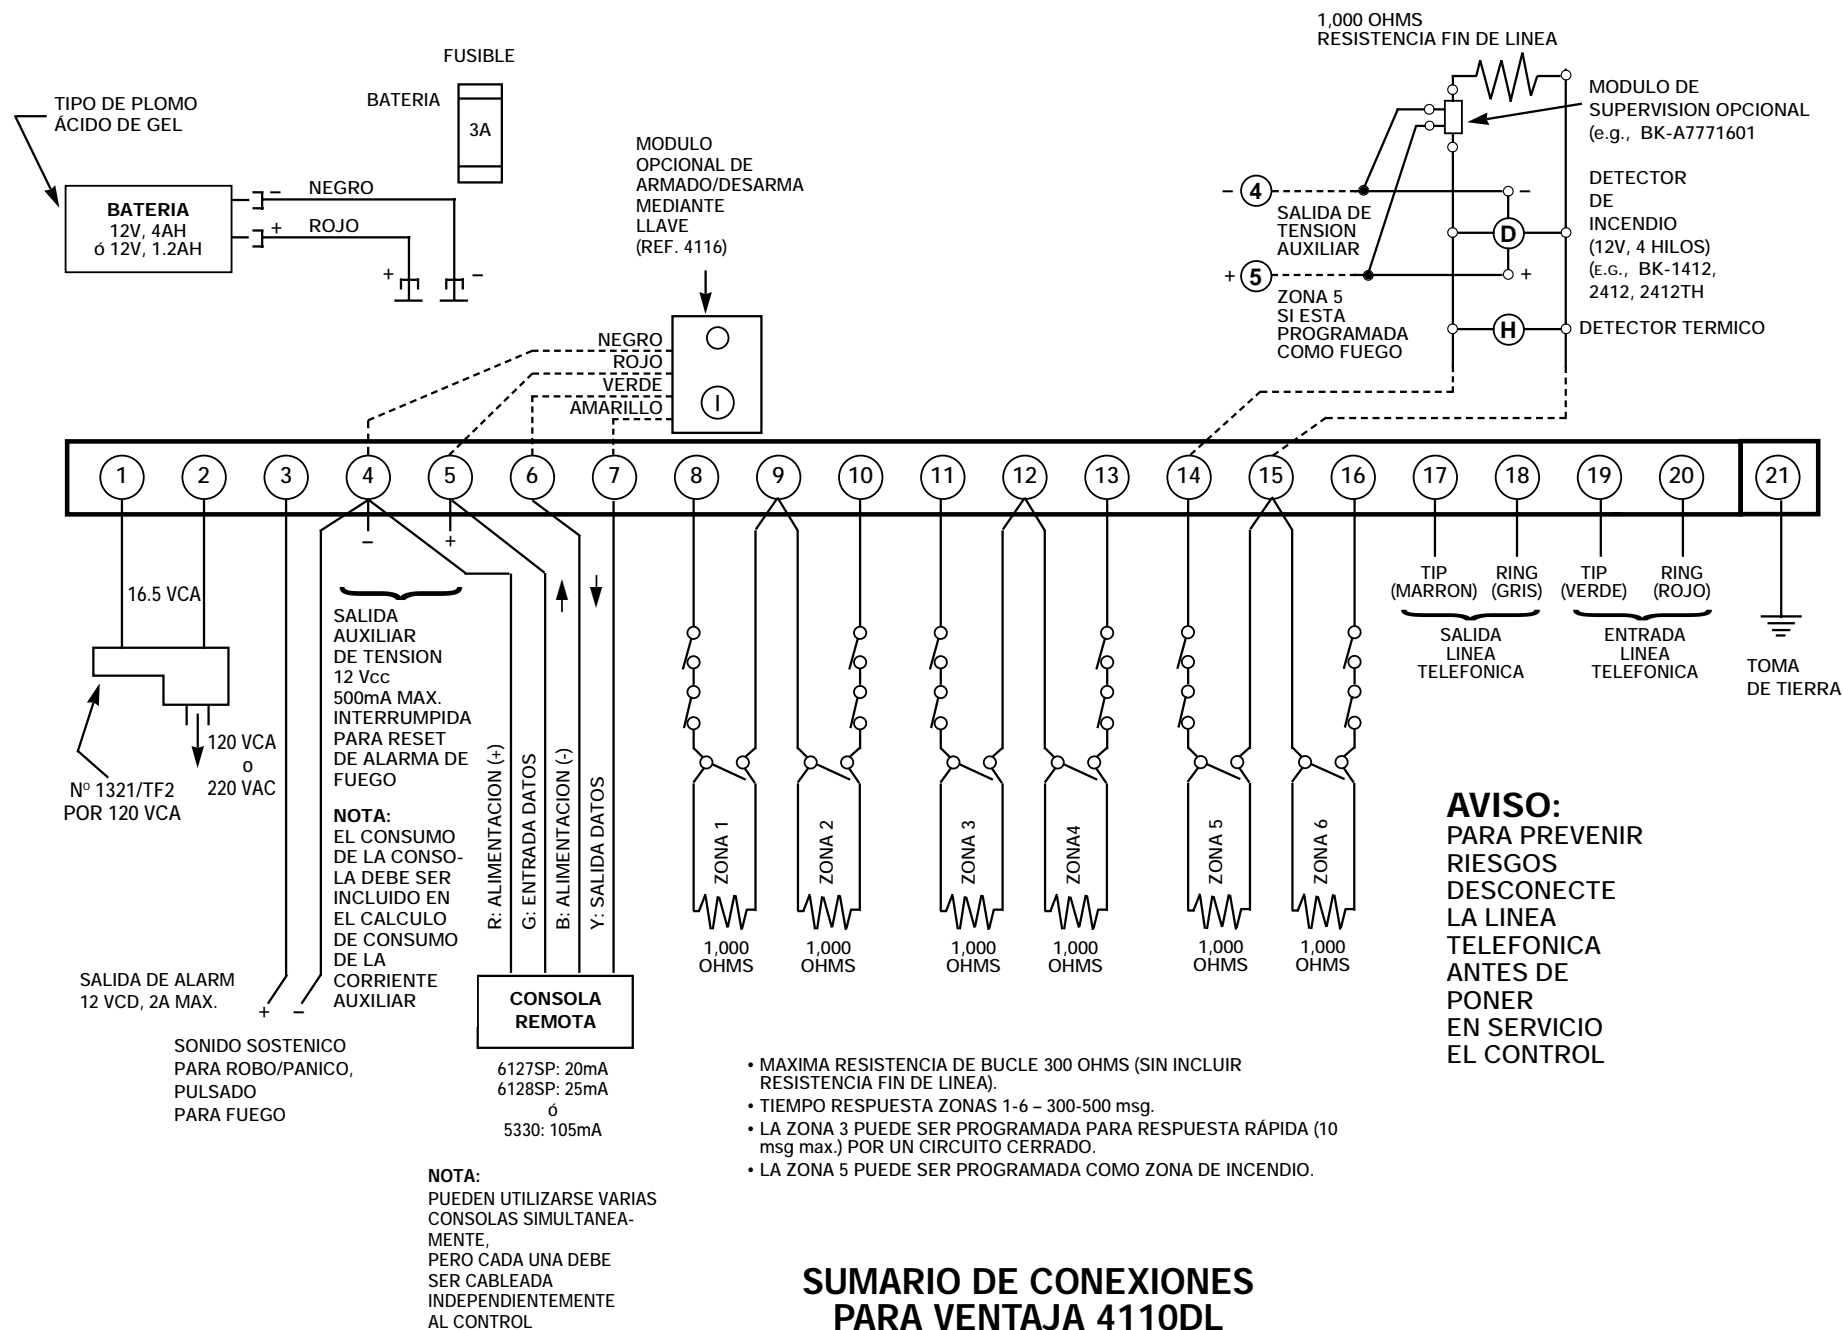 1,000 OHMS
RESISTENCIA FIN DE LINEA
FUSIBLE
BATERIA
3A
TIPO DE PLOMO
ÁCIDO DE GEL
BATERIA
12V, 4AH
ó 12V, 1.2AH
–
NEGRO
+
ROJO
+
–
MODULO
OPCIONAL DE
ARMADO/DESARMA
MEDIANTE
LLAVE
(REF. 4116)
NEGRO
ROJO
VERDE
AMARILLO
I
MODULO DE
SUPERVISION OPCIONAL
(e.g., BK-A7771601
– 4
SALIDA DE
TENSION
AUXILIAR
+ 5
ZONA 5
SI ESTA
PROGRAMADA
COMO FUEGO
–
D
+
H
DETECTOR
DE
INCENDIO
(12V, 4 HILOS)
(E.G., BK-1412,
2412, 2412TH
DETECTOR TERMICO
1 2 3 4 5 6 7 8 9 10 11 12 13 14 15 16 17 18 19 20 21
– +
16.5 VCA
120 VCA
o
220 VAC
Nº 1321/TF2
POR 120 VCA
SALIDA
AUXILIAR
DE TENSION
12 Vcc
500mA MAX.
INTERRUMPIDA
PARA RESET
DE ALARMA DE
FUEGO
NOTA:
EL CONSUMO
DE LA CONSO-
LA DEBE SER
INCLUIDO EN
EL CALCULO
DE CONSUMO
DE LA
CORRIENTE
AUXILIAR
SALIDA DE ALARM
12 VCD, 2A MAX.
+ –
SONIDO SOSTENICO
PARA ROBO/PANICO,
PULSADO
PARA FUEGO
R: ALIMENTACION (+)
G: ENTRADA DATOS
B: ALIMENTACION (-)
Y: SALIDA DATOS
CONSOLA
REMOTA
6127SP: 20mA
6128SP: 25mA
ó
5330: 105mA
NOTA:
PUEDEN UTILIZARSE VARIAS
CONSOLAS SIMULTANEA-
MENTE,
PERO CADA UNA DEBE
SER CABLEADA
INDEPENDIENTEMENTE
AL CONTROL
ZONA 1
1,000
OHMS
ZONA 2
1,000
OHMS
ZONA 3
1,000
OHMS
ZONA4
1,000
OHMS
ZONA 5
1,000
OHMS
ZONA 6
1,000
OHMS
TIP
(MARRON)
RING
(GRIS)
SALIDA
LINEA
TELEFONICA
TIP
(VERDE)
RING
(ROJO)
ENTRADA
LINEA
TELEFONICA
TOMA
DE TIERRA
AVISO:
PARA PREVENIR
RIESGOS
DESCONECTE
LA LINEA
TELEFONICA
ANTES DE
PONER
EN SERVICIO
EL CONTROL
• MAXIMA RESISTENCIA DE BUCLE 300 OHMS (SIN INCLUIR
RESISTENCIA FIN DE LINEA).
• TIEMPO RESPUESTA ZONAS 1-6 – 300-500 msg.
• LA ZONA 3 PUEDE SER PROGRAMADA PARA RESPUESTA RÁPIDA (10
msg max.) POR UN CIRCUITO CERRADO.
• LA ZONA 5 PUEDE SER PROGRAMADA COMO ZONA DE INCENDIO.
SUMARIO DE CONEXIONES
PARA VENTAJA 4110DL